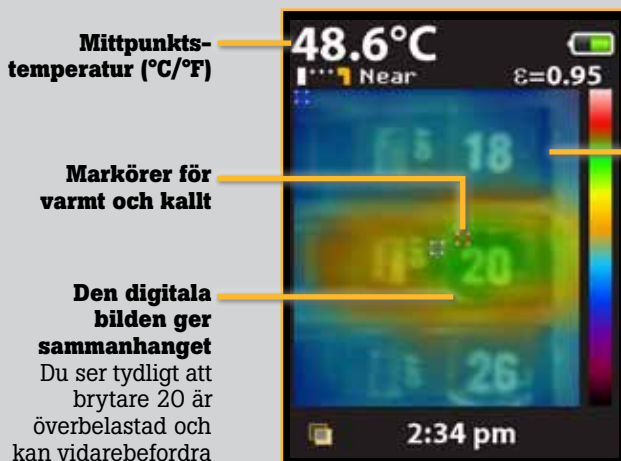 Mittpunkts-
temperatur (°C/°F)
Markörer för
varmt och kallt
Den digitala
bilden ger
sammanhanget
Du ser tydligt att
brytare 20 är
överbelastad och
kan vidarebefordra
48.6°C
Near
ε=0.95
18
20
26
2:34 pm